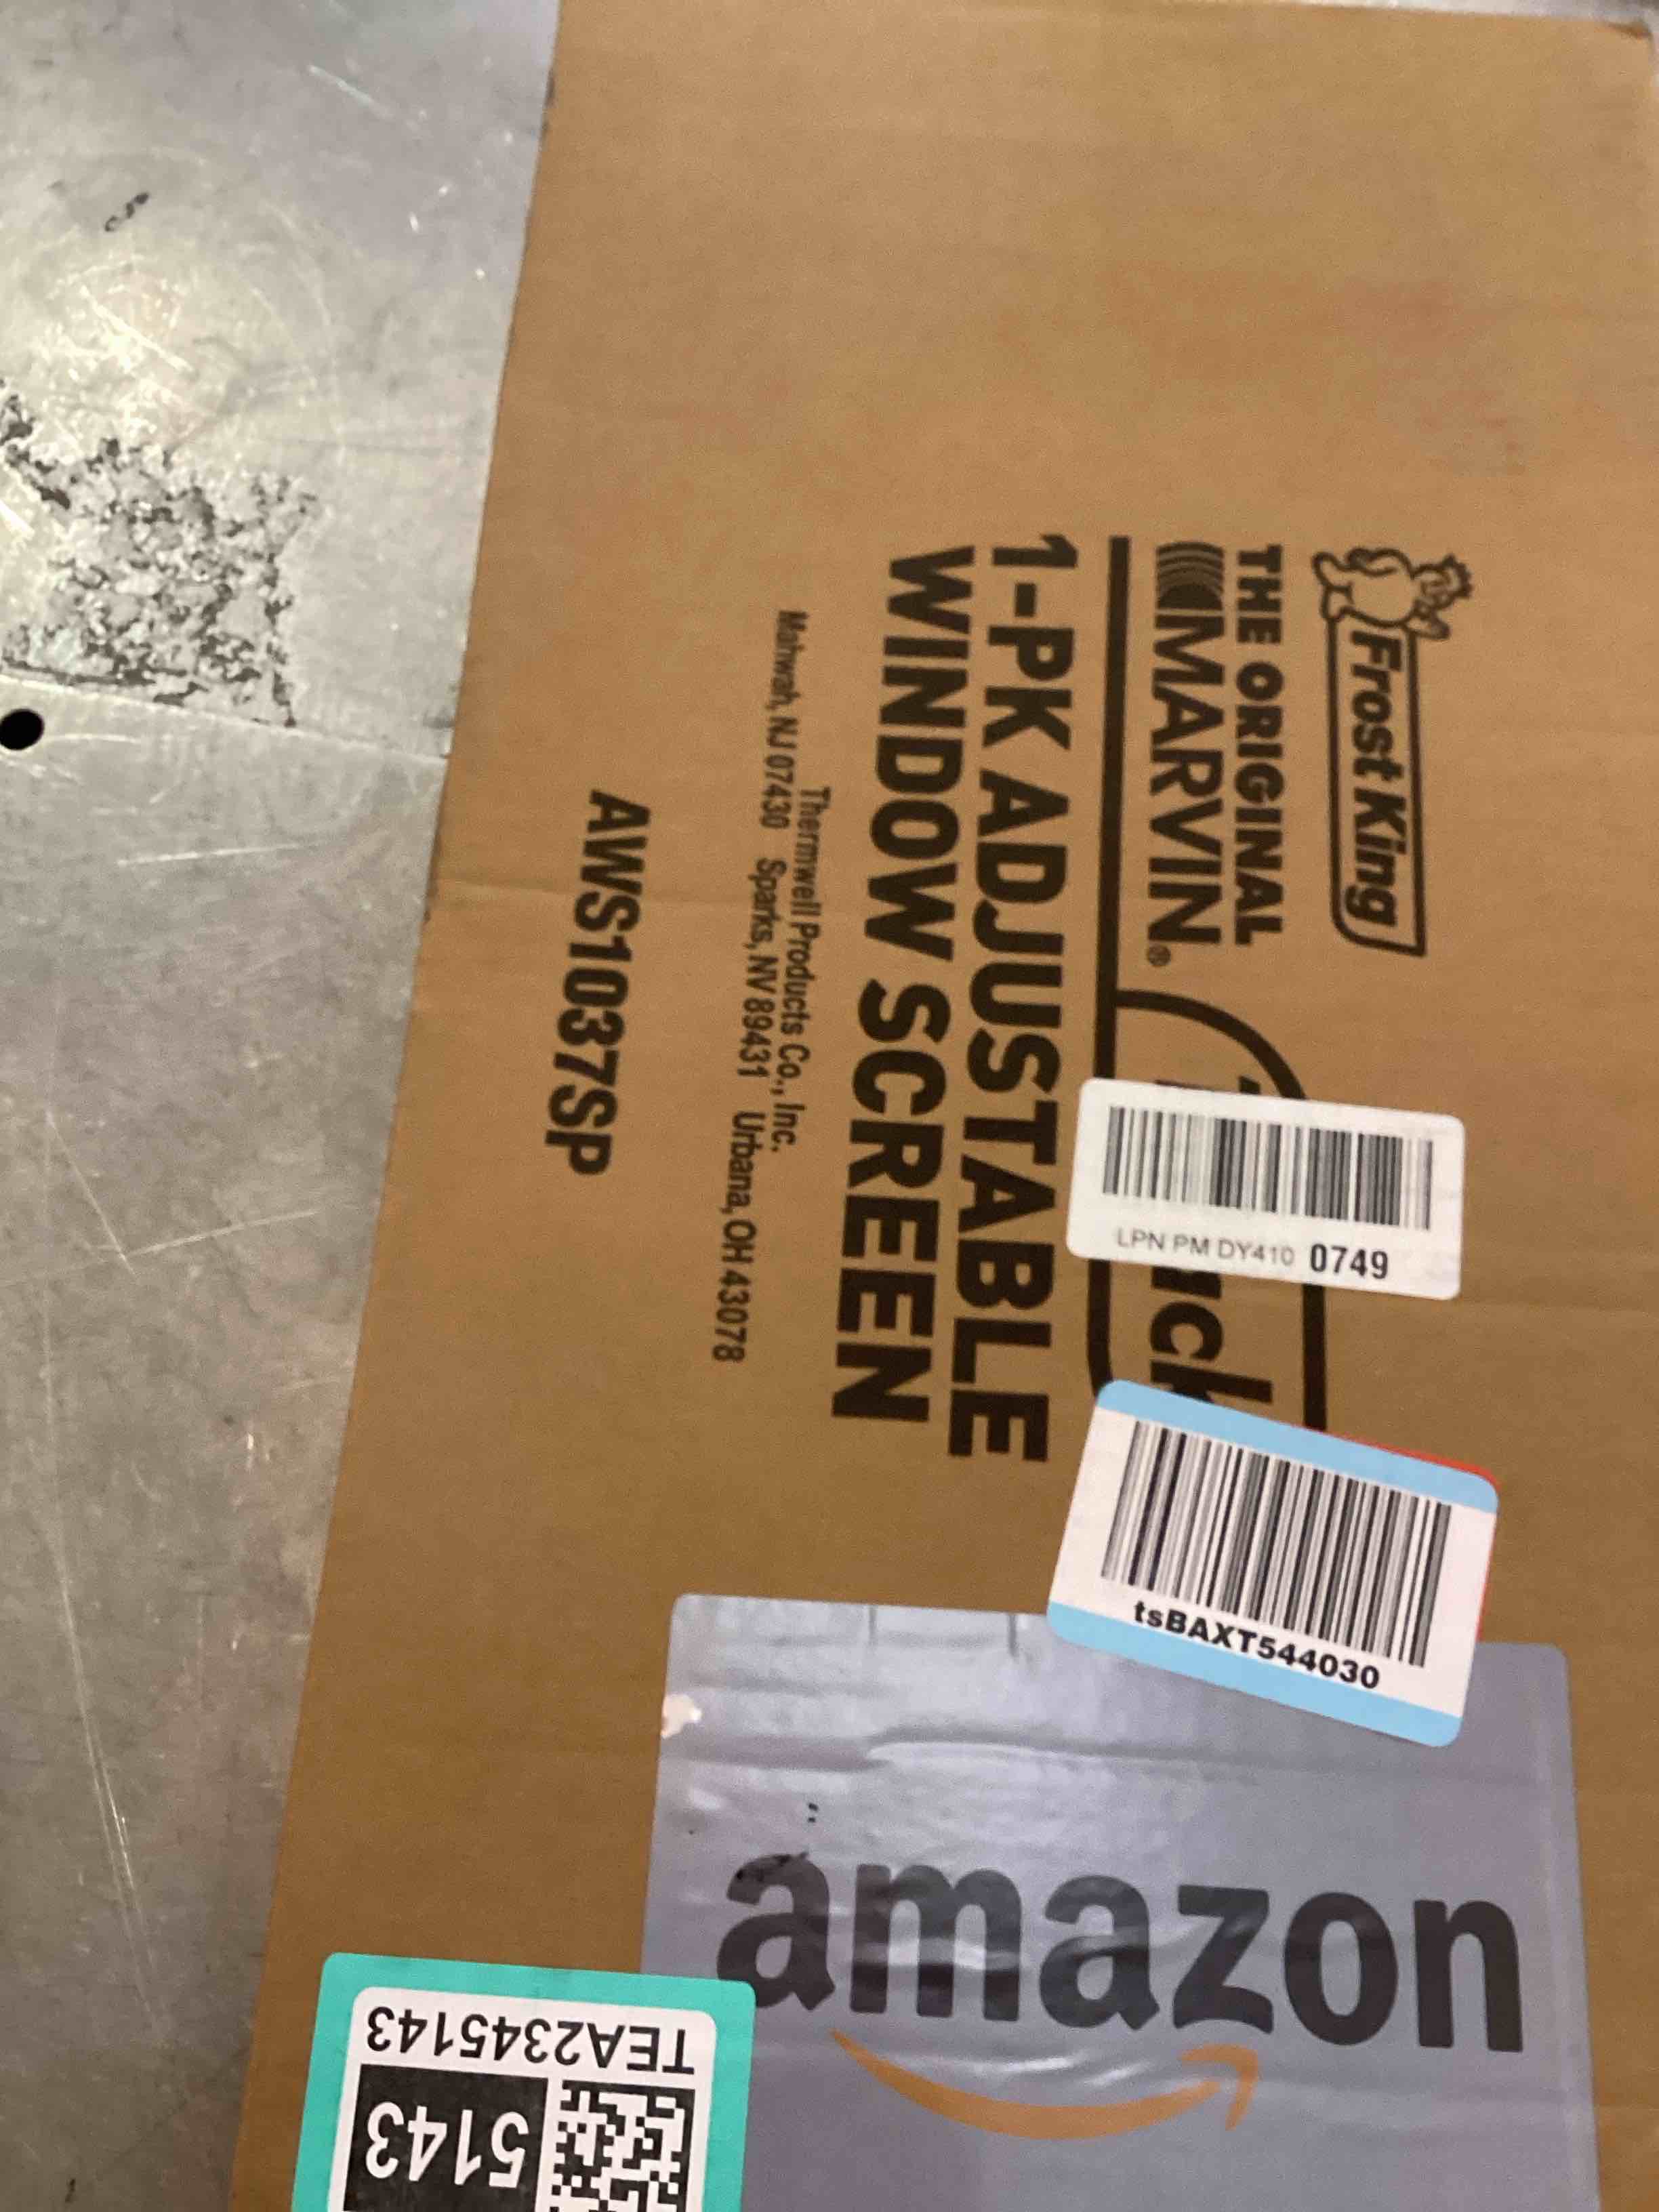 Frost King
THE ORIGINAL
MARVIN®
1-PK ADJUSTABLE
WINDOW SCREEN
Thermwell Products Co., Inc.
Mahwah, NJ 07430 Sparks, NV 89431 Urbana, OH 43078
AWS1037SP
LPN PM DY410 0749
tsBAXT544030
amazon
TEA2345143
5143